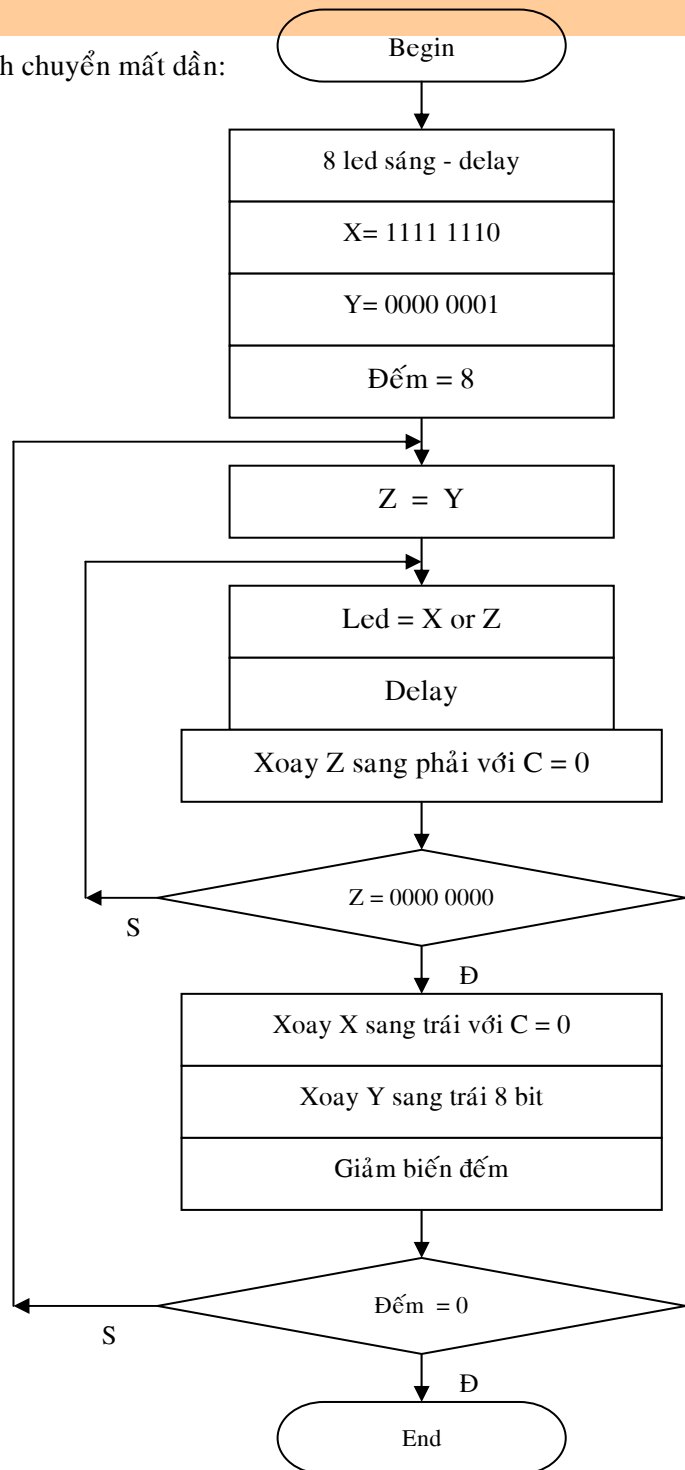 Begin
h chuyển mất dần:
8 led sáng - delay
X= 1111 1110
Y= 0000 0001
Đếm = 8
Z = Y
Led = X or Z
Delay
Xoay Z sang phải với C = 0
Z = 0000 0000
S
Đ
Xoay X sang trái với C = 0
Xoay Y sang trái 8 bit
Giảm biến đếm
Đếm = 0
S
Đ
End